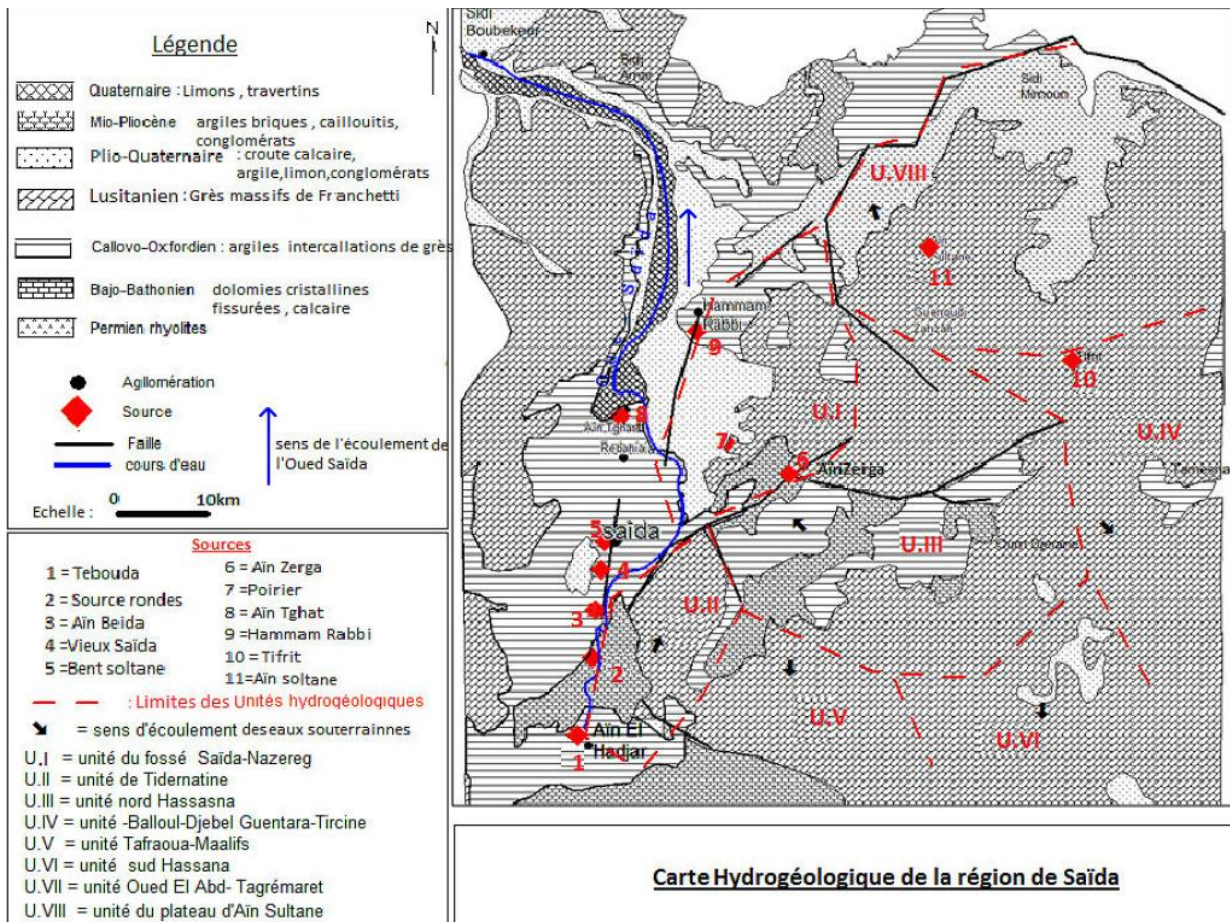 Légende
Quaternaire : Limons , travertins
Mio-Pliocène argiles briques , caillouitis,
conglomérats
Plio-Quaternaire : croute calcaire,
argile,limon,conglomérats
Lusitanien : Grès massifs de Franchetti
Callovo-Oxfordien : argiles intercallations de grès
Bajo-Bathonien dolomies cristallines
fissurées , calcaire
Permien rhyolites
Agllomération
Source
Faille
cours d'eau
sens de l'écoulement de
l'Oued Saïda
0 10km
Echelle :
Sources
1 = Tebouda
2 = Source rondes
3 = Aïn Beida
4 =Vieux Saïda
5 =Bent soltane
6 = Aïn Zerga
7 = Poirier
8 = Aïn Tghat
9 =Hammam Rabbi
10 = Tifrit
11=Aïn soltane
: Limites des Unités hydrogéologiques
= sens d'écoulement deseaux souterrainnes
U.I = unité du fossé Saïda-Nazereg
U.II = unité de Tidernatine
U.III = unité nord Hassasna
U.IV = unité -Balloul-Djebel Guentara-Tircine
U.V = unité Tafraoua-Maalifs
U.VI = unité sud Hassana
U.VII = unité Oued El Abd- Tagrémaret
U.VIII = unité du plateau d'Aïn Sultane
N
Sidi
Boubekeur
Sidi
Sidi
Mimoun
U.VIII
11
Hammam
Rabbi
9
Tifrit
10
8
Aïn Tghat
7
U.I
U.IV
6
AïnZerga
5
saïda
4
U.III
3
U.II
2
U.V
U.VI
Aïn El
Hadjar
1
Carte Hydrogéologique de la région de Saïda